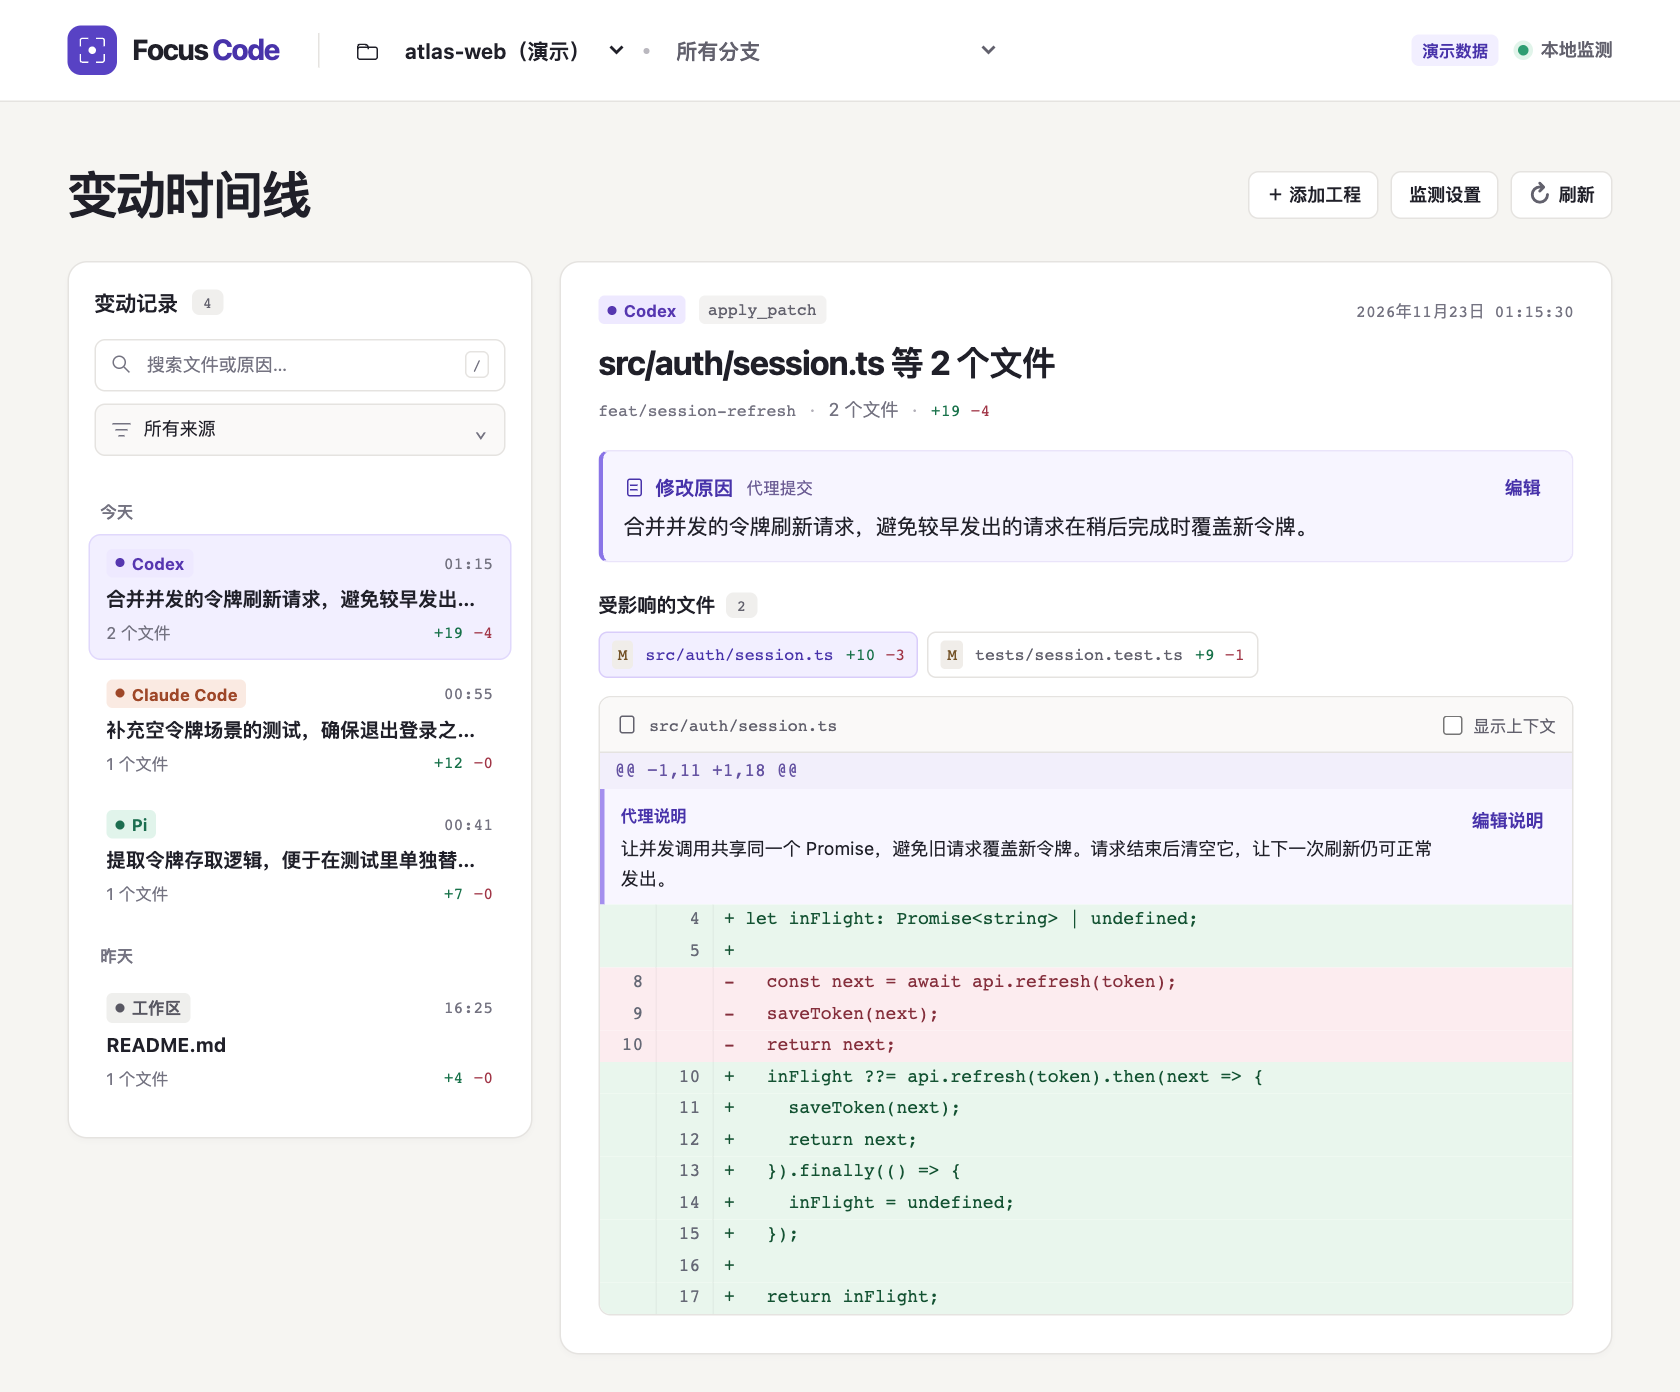 Focus Code
atlas-web（演示）
所有分支
演示数据
本地监测
变动时间线
+ 添加工程
监测设置
刷新
变动记录 4
搜索文件或原因... /
所有来源
今天
Codex 01:15
合并并发的令牌刷新请求，避免较早发出...
2 个文件 +19 −4
Claude Code 00:55
补充空令牌场景的测试，确保退出登录之...
1 个文件 +12 −0
Pi 00:41
提取令牌存取逻辑，便于在测试里单独替...
1 个文件 +7 −0
昨天
工作区 16:25
README.md
1 个文件 +4 −0
Codex apply_patch 2026年11月23日 01:15:30
src/auth/session.ts 等 2 个文件
feat/session-refresh · 2 个文件 · +19 −4
修改原因 代理提交 编辑
合并并发的令牌刷新请求，避免较早发出的请求在稍后完成时覆盖新令牌。
受影响的文件 2
M src/auth/session.ts +10 −3
M tests/session.test.ts +9 −1
src/auth/session.ts 显示上下文
@@ −1,11 +1,18 @@
代理说明 编辑说明
让并发调用共享同一个 Promise，避免旧请求覆盖新令牌。请求结束后清空它，让下一次刷新仍可正常
发出。
4 + let inFlight: Promise<string> | undefined;
5 +
8 − const next = await api.refresh(token);
9 − saveToken(next);
10 − return next;
10 + inFlight ??= api.refresh(token).then(next => {
11 + saveToken(next);
12 + return next;
13 + }).finally(() => {
14 + inFlight = undefined;
15 + });
16 +
17 + return inFlight;